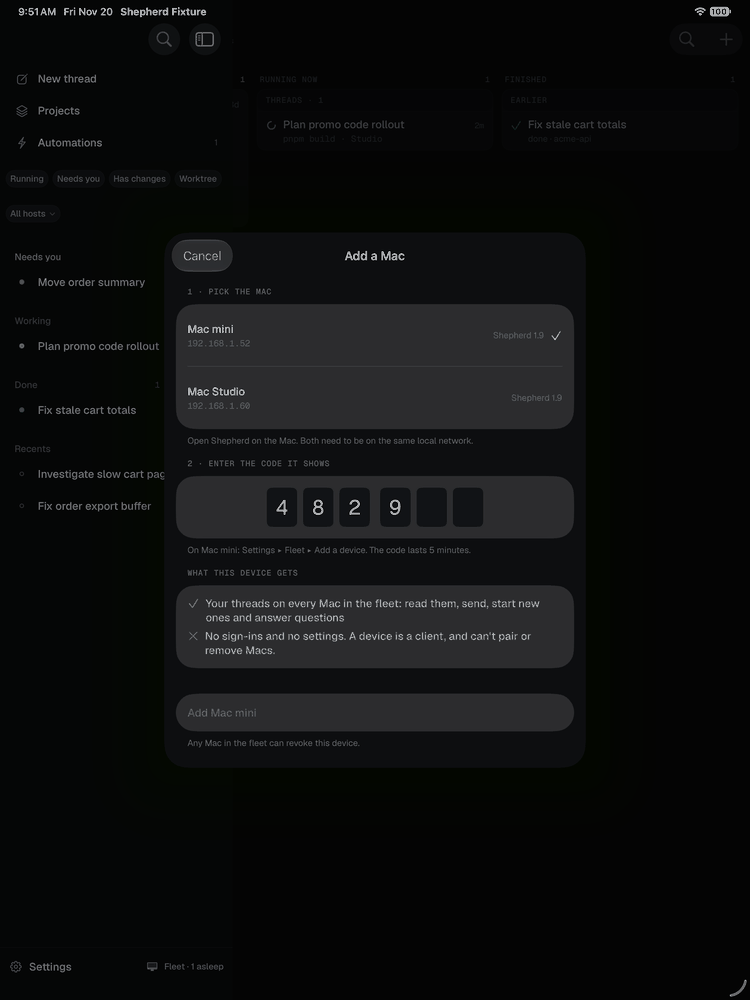 9:51 AM Fri Nov 20 Shepherd Fixture
100
New thread
Projects
Automations 1
Running Needs you Has changes Worktree
All hosts
Needs you
Move order summary
Working
Plan promo code rollout
Done 1
Fix stale cart totals
Recents
Investigate slow cart pag
Fix order export buffer
Settings
Fleet · 1 asleep
1
RUNNING NOW 1
THREADS · 1
Plan promo code rollout 2m
pnpm build · Studio
FINISHED 1
EARLIER
Fix stale cart totals
done · acme-api
Cancel
Add a Mac
1 · PICK THE MAC
Mac mini
192.168.1.52
Shepherd 1.9
Mac Studio
192.168.1.60
Shepherd 1.9
Open Shepherd on the Mac. Both need to be on the same local network.
2 · ENTER THE CODE IT SHOWS
4 8 2 9
On Mac mini: Settings ▸ Fleet ▸ Add a device. The code lasts 5 minutes.
WHAT THIS DEVICE GETS
Your threads on every Mac in the fleet: read them, send, start new
ones and answer questions
No sign-ins and no settings. A device is a client, and can't pair or
remove Macs.
Add Mac mini
Any Mac in the fleet can revoke this device.